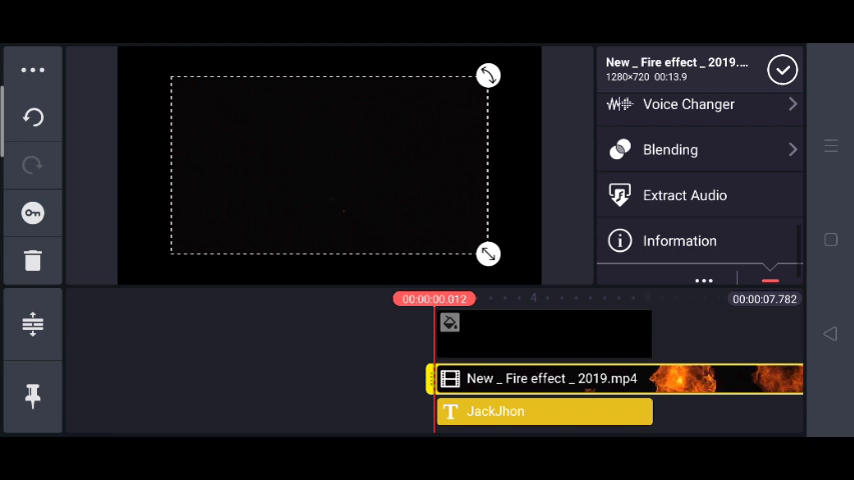 New _ Fire effect _ 2019....
1280×720 00:13.9
Voice Changer
Blending
Extract Audio
Information
00:00:00.012
4
00:00:07.782
New _ Fire effect _ 2019.mp4
T JackJhon